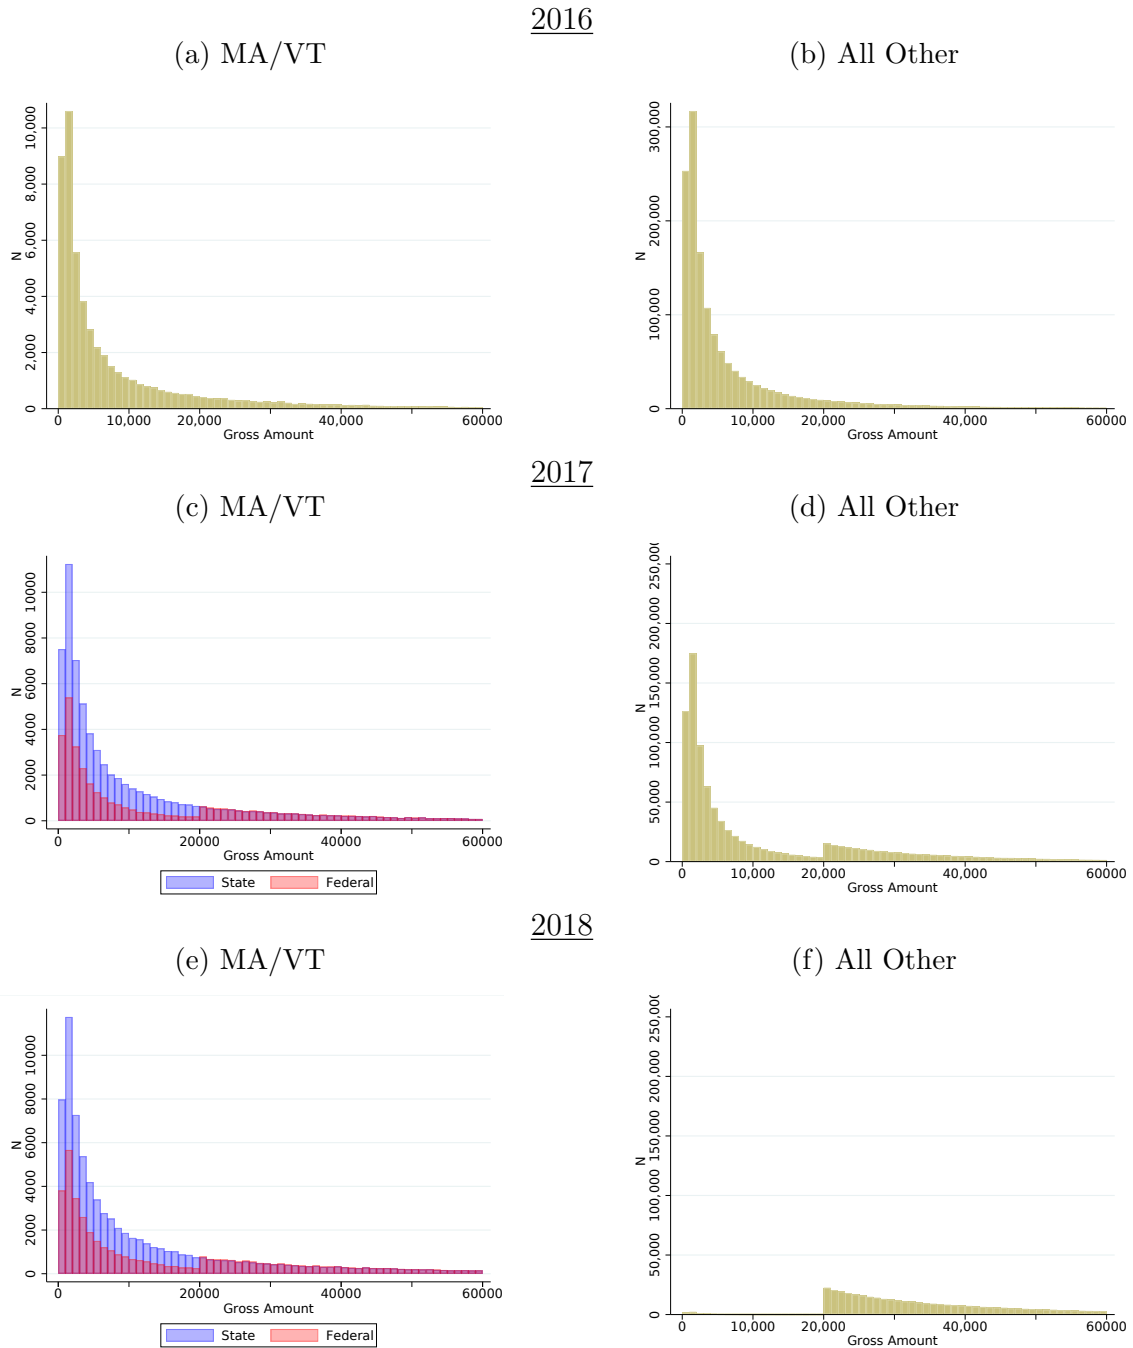 2016
(a) MA/VT
(b) All Other
10,000
8,000
6,000
4,000
2,000
0
N
0 10,000 20,000 40,000 60000
Gross Amount
300,000
200,000
100,000
0
N
0 10,000 20,000 40,000 60000
Gross Amount
2017
(c) MA/VT
(d) All Other
10000
8000
6000
4000
2000
0
N
0 20000 40000 60000
Gross Amount
State Federal
250,00(
200,000
150,000
100,000
50,000
0
N
0 10,000 20,000 40,000 60000
Gross Amount
2018
(e) MA/VT
(f) All Other
10000
8000
6000
4000
2000
0
N
0 20000 40000 60000
Gross Amount
State Federal
250,00(
200,000
150,000
100,000
50,000
0
N
0 10,000 20,000 40,000 60000
Gross Amount